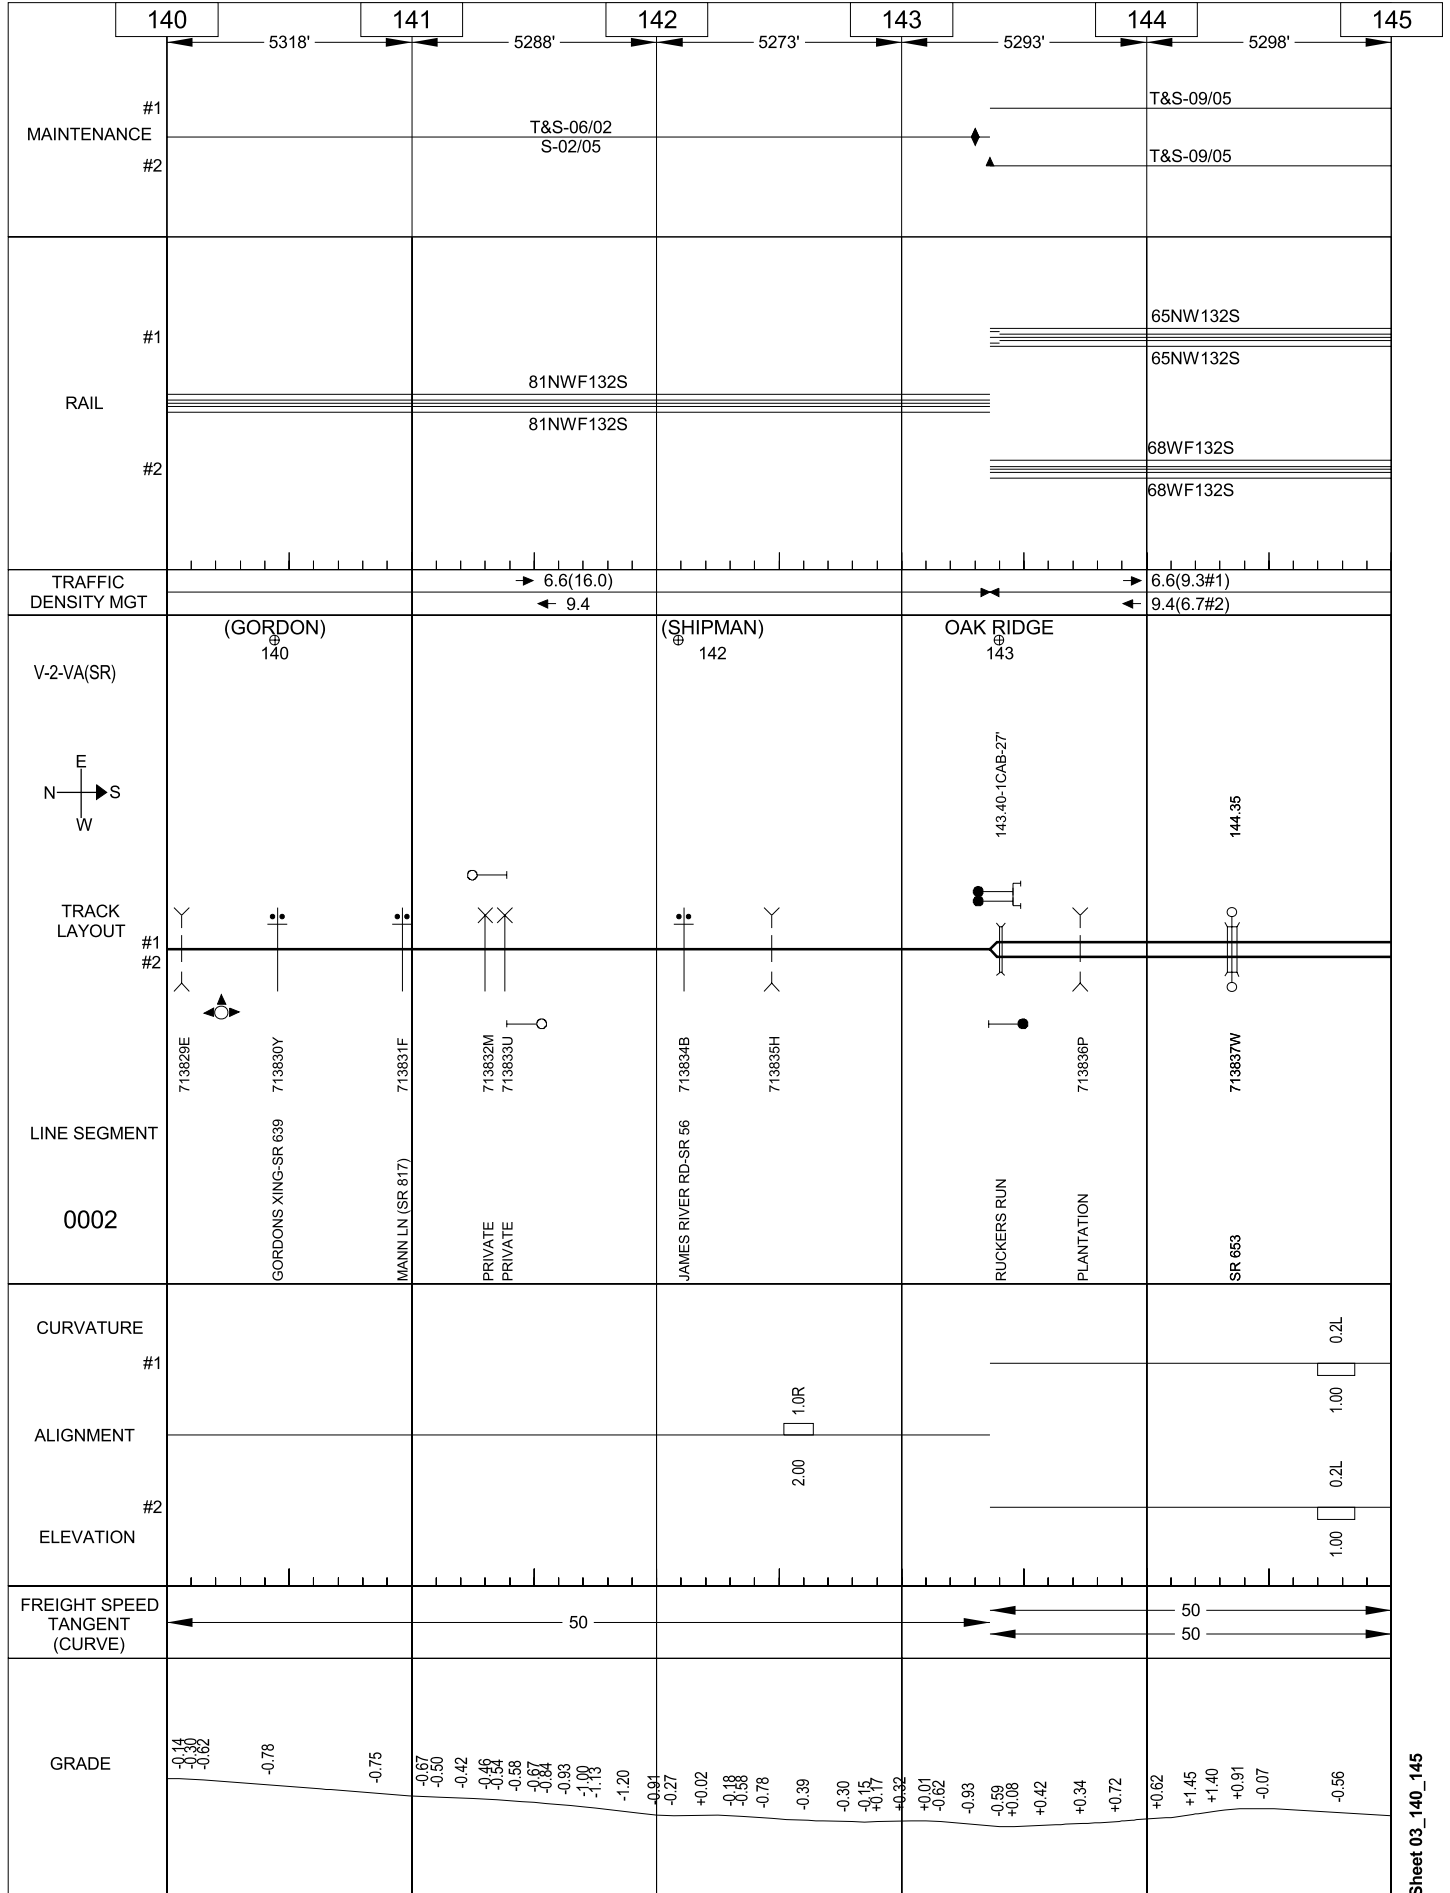 140 141 142 143 144 145
5318' 5288' 5273' 5293' 5298'
#1 T&S-09/05
MAINTENANCE T&S-06/02
S-02/05
#2 T&S-09/05
65NW132S
#1
65NW132S
81NWF132S
RAIL
81NWF132S
68WF132S
#2
68WF132S
TRAFFIC 6.6(16.0) 6.6(9.3#1)
DENSITY MGT 9.4 9.4(6.7#2)
(GORDON) (SHIPMAN) OAK RIDGE
140 142 143
V-2-VA(SR)
E
N S
W
143.40-1CAB-27'
144.35
TRACK
LAYOUT
#1
#2
713829E
713830Y
713831F
713832M
713833U
713834B
713835H
713836P
713837W
LINE SEGMENT
0002
GORDONS XING-SR 639
MANN LN (SR 817)
PRIVATE
PRIVATE
JAMES RIVER RD-SR 56
RUCKERS RUN
PLANTATION
SR 653
CURVATURE
0.2L
#1
1.00
1.0R
ALIGNMENT
2.00
0.2L
#2
1.00
ELEVATION
FREIGHT SPEED
TANGENT
(CURVE)
50
50
50
GRADE
-0.14
-0.30
-0.62
-0.78
-0.75
-0.67
-0.50
-0.42
-0.46
-0.54
-0.58
-0.67
-0.84
-0.93
-1.00
-1.13
-1.20
-0.91
-0.27
+0.02
-0.18
-0.58
-0.78
-0.39
-0.30
-0.15
+0.17
+0.32
+0.01
-0.62
-0.93
-0.59
+0.08
+0.42
+0.34
+0.72
+0.62
+1.45
+1.40
+0.91
-0.07
-0.56
Sheet 03_140_145